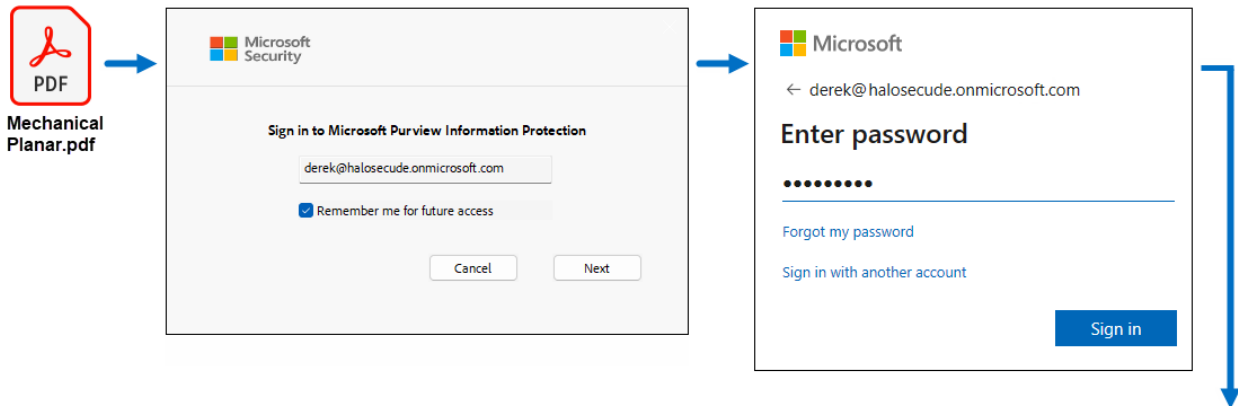 PDF
Mechanical
Planar.pdf
Microsoft
Security
Sign in to Microsoft Purview Information Protection
derek@halosecude.onmicrosoft.com
Remember me for future access
Cancel
Next
Microsoft
← derek@halosecude.onmicrosoft.com
Enter password
•••••••••
Forgot my password
Sign in with another account
Sign in